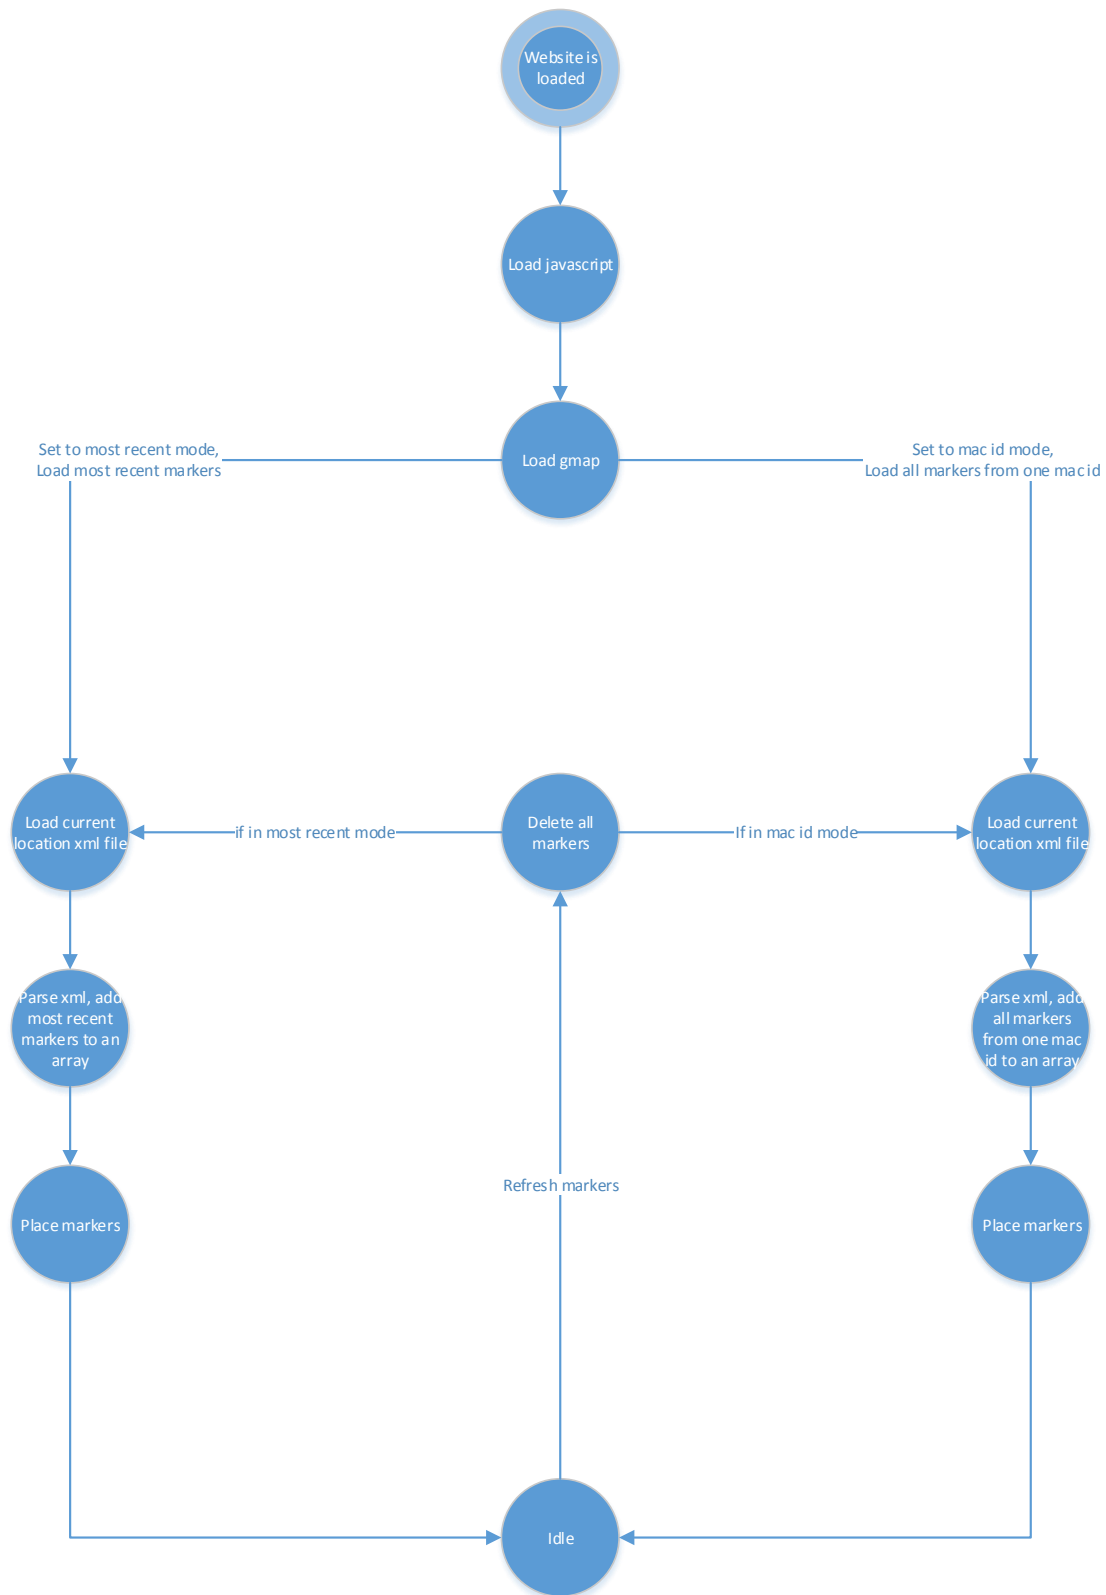 Website is
loaded
Load javascript
Set to most recent mode,
Load most recent markers
Load gmap
Set to mac id mode,
Load all markers from one mac id
Load current
location xml file
if in most recent mode
Delete all
markers
If in mac id mode
Load current
location xml file
Parse xml, add
most recent
markers to an
array
Parse xml, add
all markers
from one mac
id to an array
Place markers
Refresh markers
Place markers
Idle